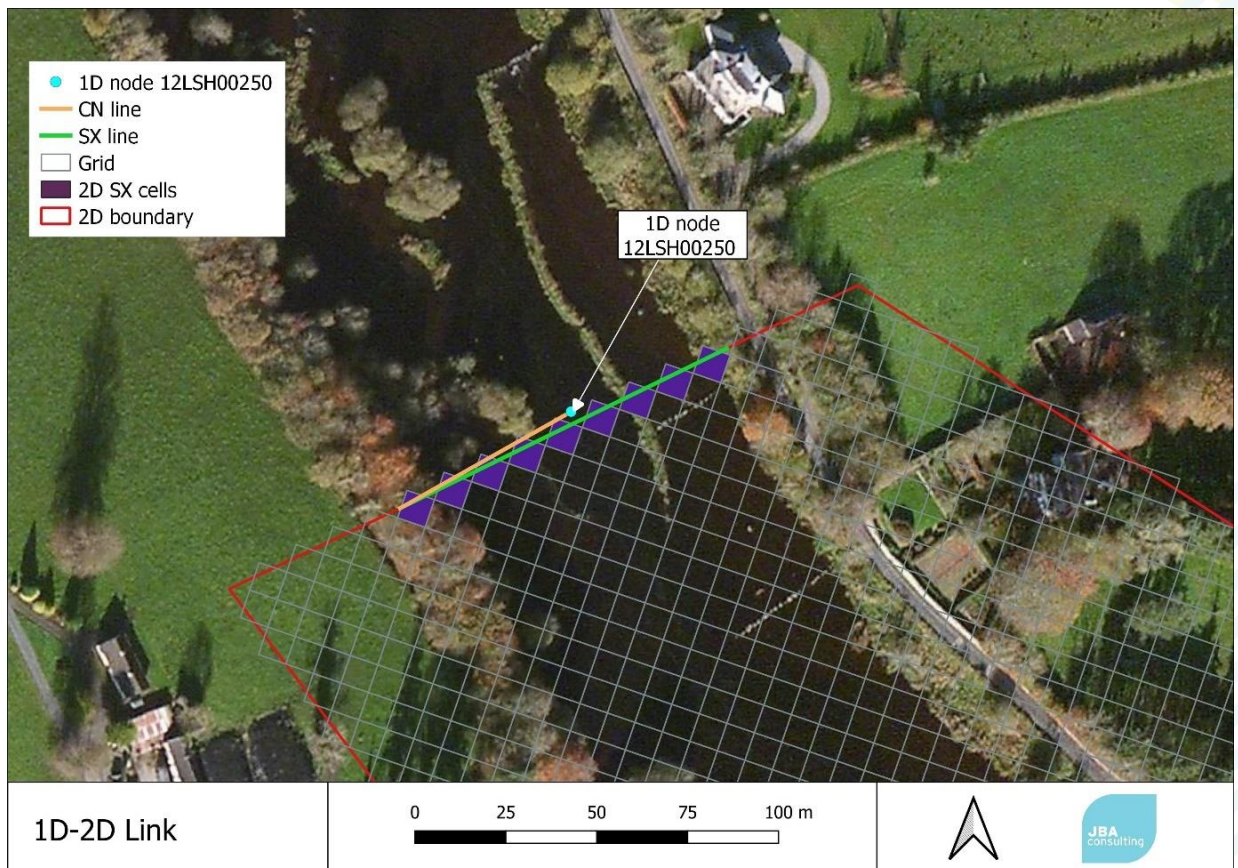 1D node 12LSH00250
CN line
SX line
Grid
2D SX cells
2D boundary
1D node
12LSH00250
1D-2D Link
0 25 50 75 100 m
JBA
consulting